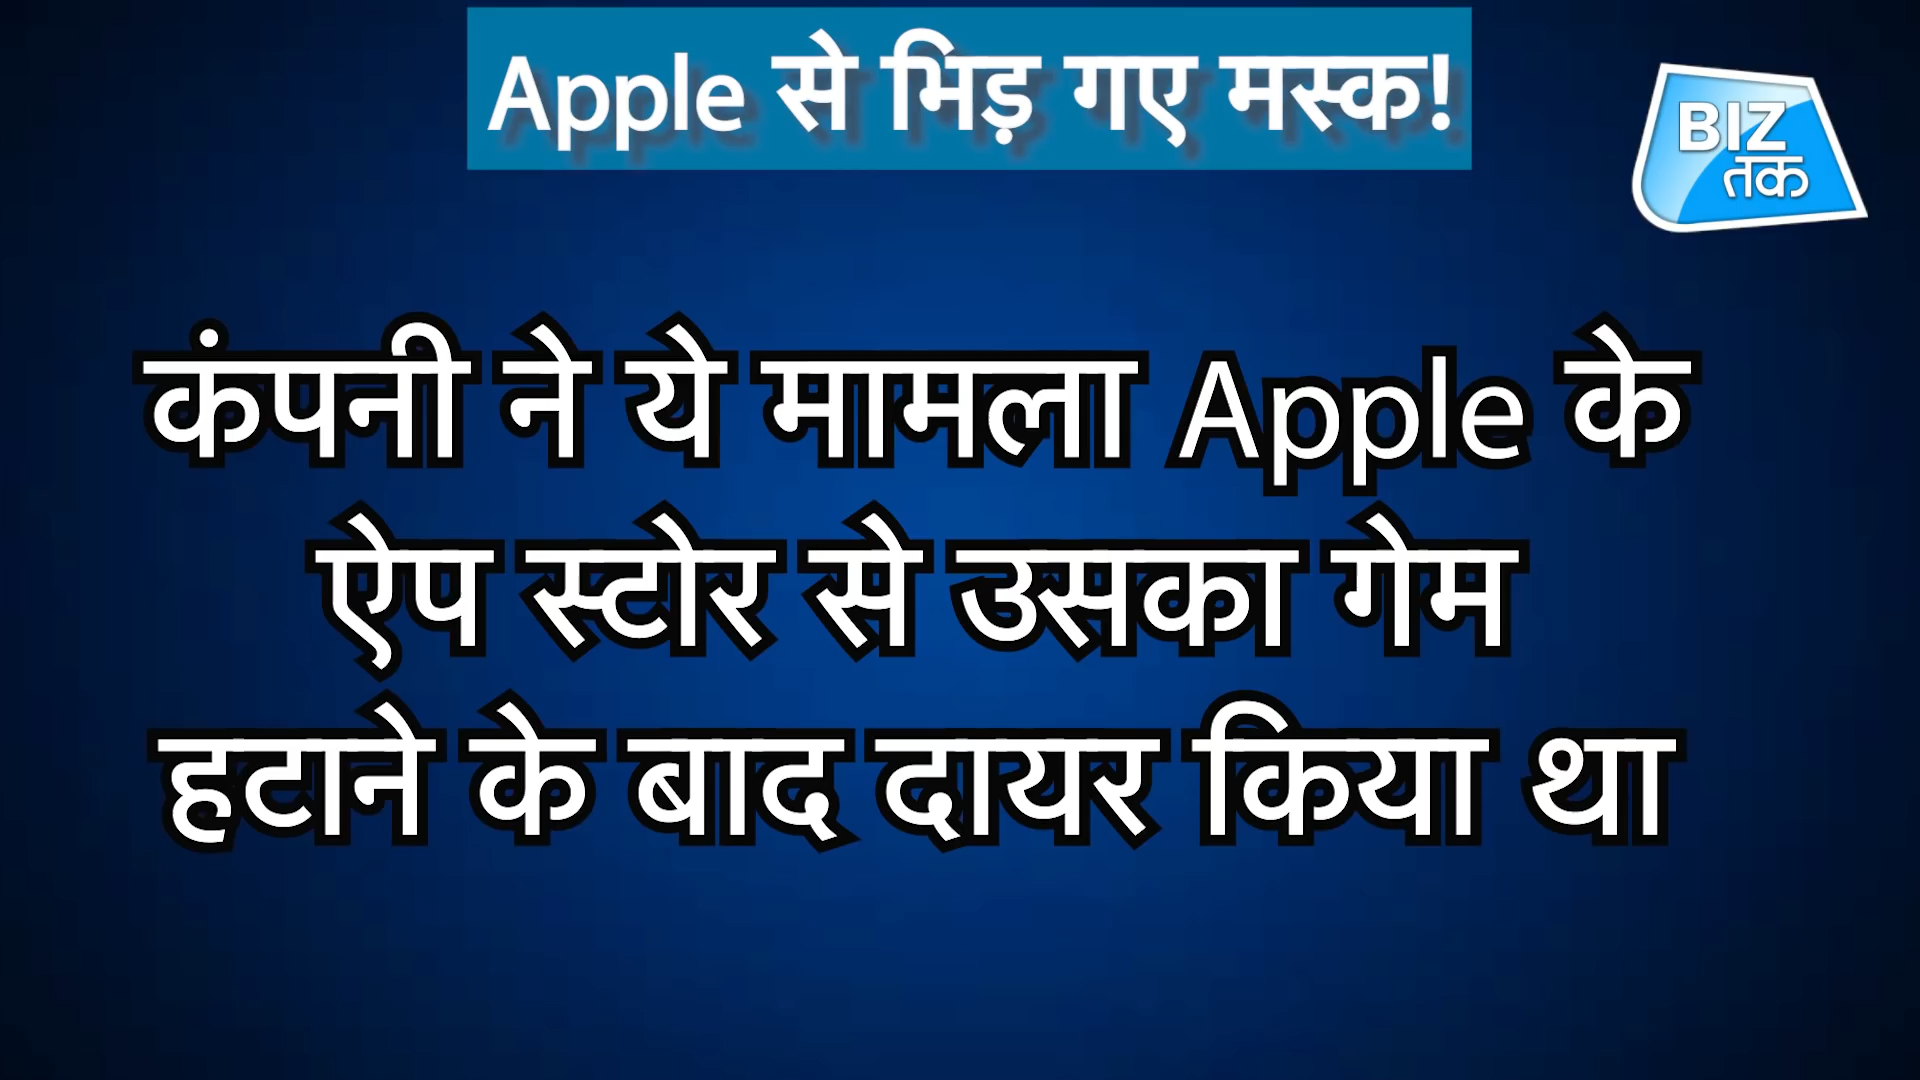 Apple से भिड़ गए मस्क!
BIZ
तक
कंपनी ने ये मामला Apple के
ऐप स्टोर से उसका गेम
हटाने के बाद दायर किया था